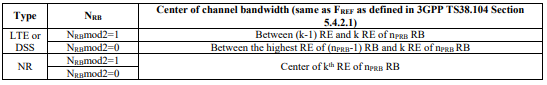 Type NRB Center of channel bandwidth (same as FREF as defined in 3GPP TS38.104 Section
5.4.2.1)
LTE or DSS NRBmod2=1 Between (k-1) RE and k RE of nPRB RB
NRBmod2=0 Between the highest RE of (nPRB-1) RB and k RE of nPRB RB
NR NRBmod2=1 Center of kth RE of nPRB RB
NRBmod2=0